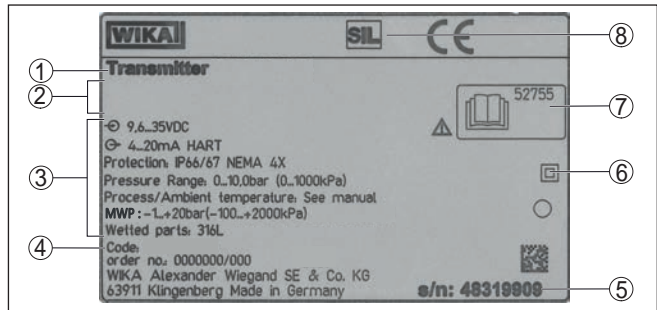 WIKA SIL CE ⑧
① Transmitter
②
52755 ⑦
9,6...35VDC
4...20mA HART
Protection: IP66/67 NEMA 4X
③ Pressure Range: 0...10,0bar (0...1000kPa)
⑥
Process/Ambient temperature: See manual
MWP: -1...+20bar(-100...+2000kPa)
Wetted parts: 316L
④ Code:
order no.: 0000000/000
WIKA Alexander Wiegand SE & Co. KG
63911 Klingenberg Made in Germany s/n: 48319909 ⑤